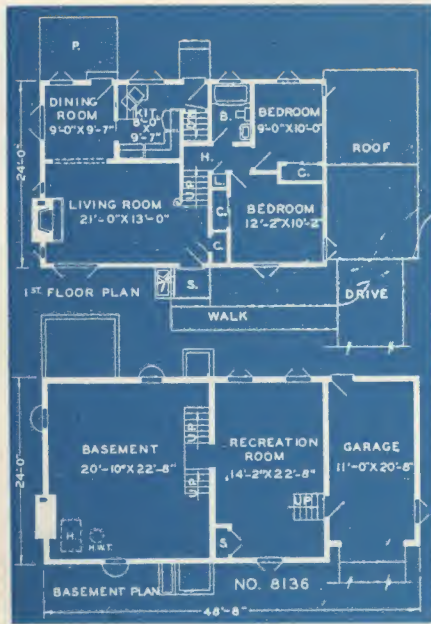 P.
DINING
ROOM
9'-0"X9'-7"
KIT.
8'-0"
X
9'-7"
DN
B.
BEDROOM
9'-0"X10'-0"
ROOF
24'-0"
H.
C.
LIVING ROOM
21'-0"X13'-0"
UP
L.
C.
BEDROOM
12'-2"X10'-2"
C.
S.
1ST FLOOR PLAN
DRIVE
WALK
24'-0"
BASEMENT
20'-10"X22'-8"
UP
UP
RECREATION
ROOM
14'-2"X22'-8"
GARAGE
11'-0"X20'-8"
UP
H.
H.W.T.
S.
BASEMENT PLAN
NO. 8136
48'-8"